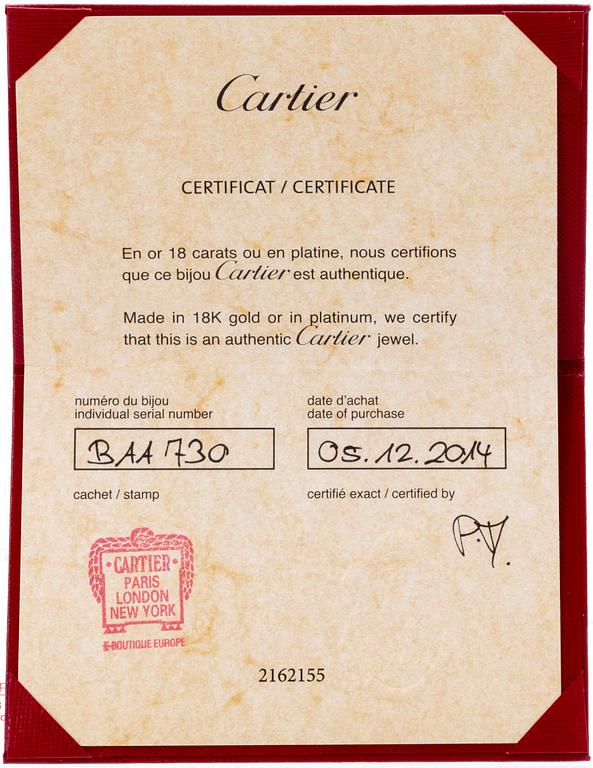 Cartier
CERTIFICAT / CERTIFICATE
En or 18 carats ou en platine, nous certifions
que ce bijou Cartier est authentique.
Made in 18K gold or in platinum, we certify
that this is an authentic Cartier jewel.
numéro du bijou
individual serial number
BAA 730
date d'achat
date of purchase
05.12.2014
cachet / stamp
certifié exact / certified by
CARTIER
PARIS
LONDON
NEW YORK
E-BOUTIQUE EUROPE
2162155